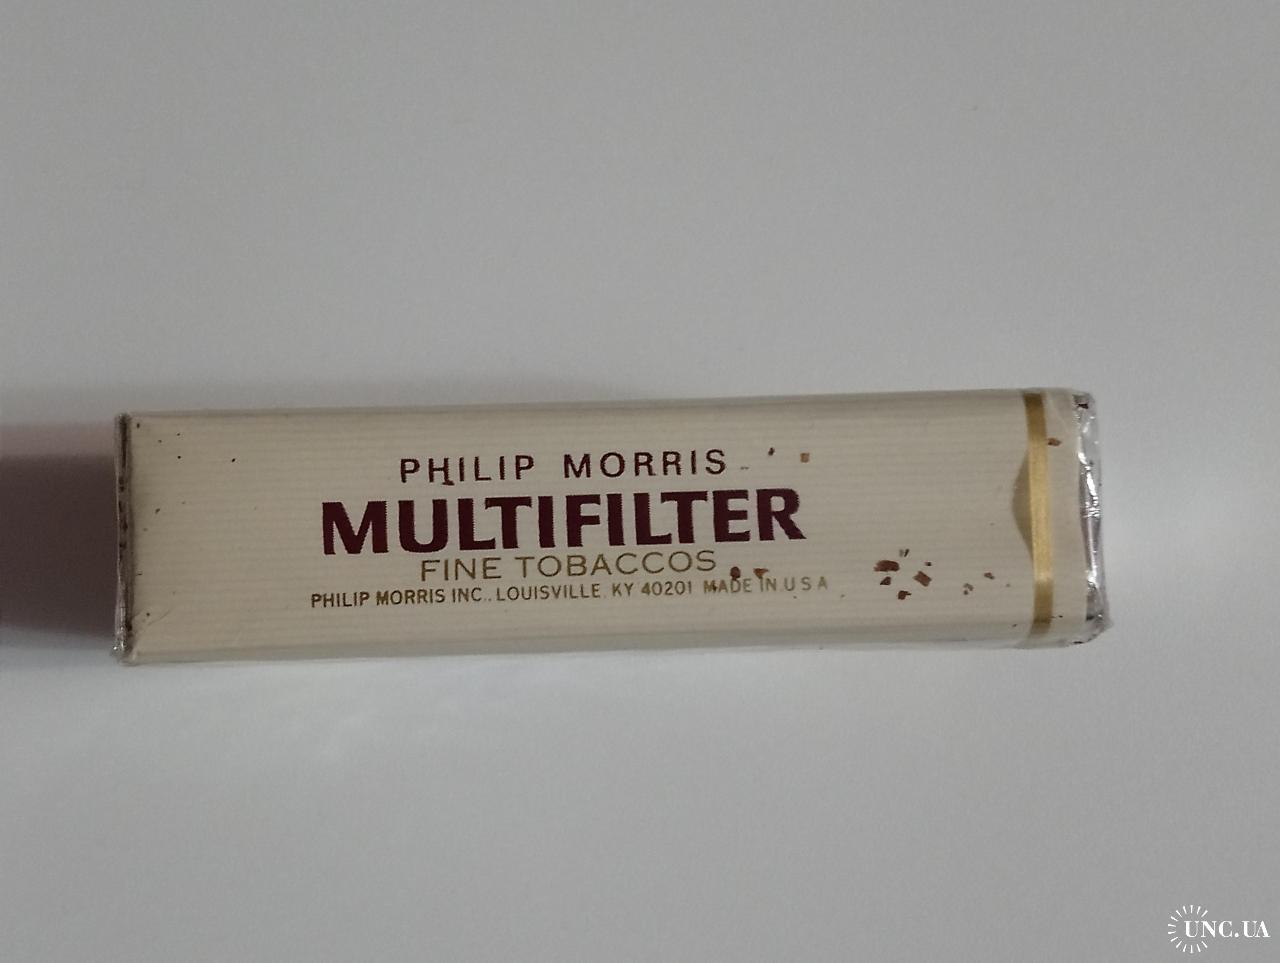 PHILIP MORRIS
MULTIFILTER
FINE TOBACCOS
PHILIP MORRIS INC., LOUISVILLE, KY 40201 MADE IN U S A
UNC.UA